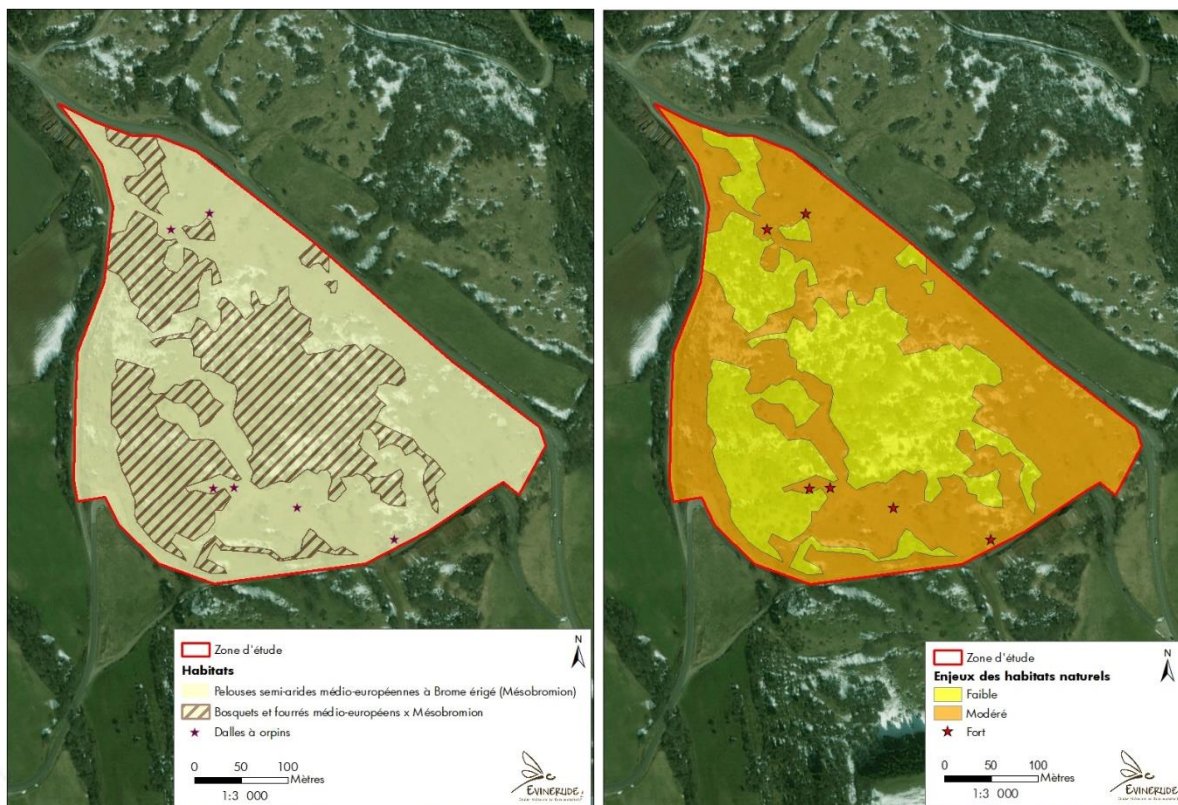 N
Zone d'étude
Habitats
Pelouses semi-arides médio-européennes à Brome érigé (Mésobromion)
Bosquets et fourrés médio-européens x Mésobromion
Dalles à orpins
0 50 100
Mètres
1:3 000
EVINERUDE
N
Zone d'étude
Enjeux des habitats naturels
Faible
Modéré
Fort
0 50 100
Mètres
1:3 000
EVINERUDE